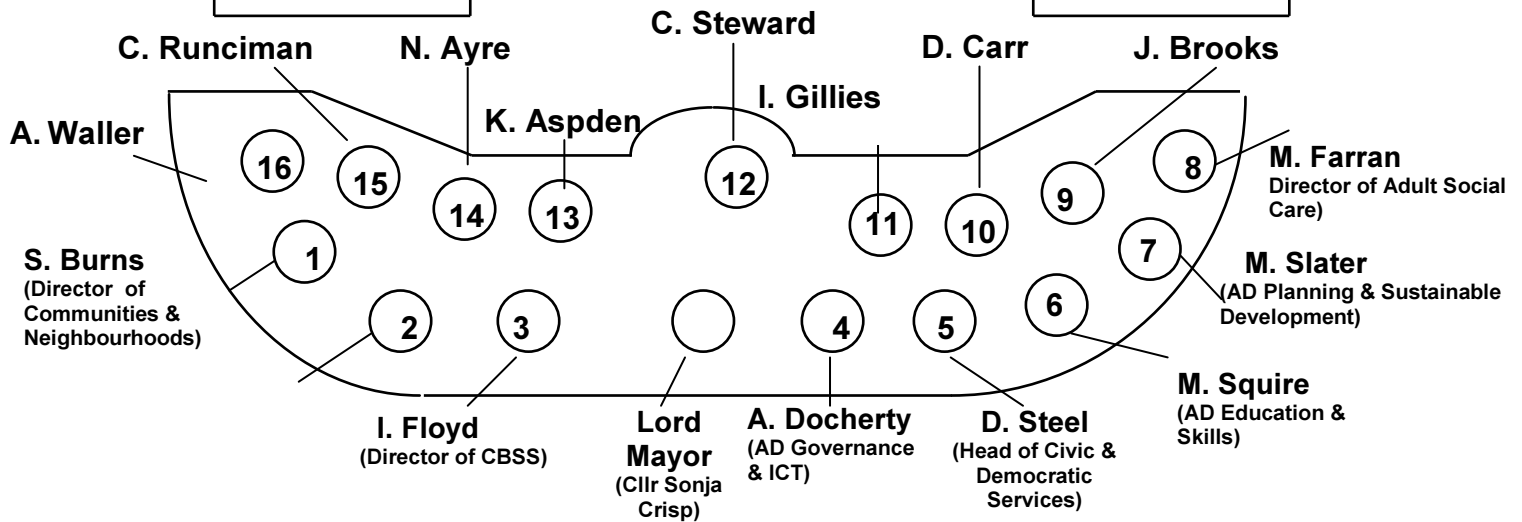 C. Steward
C. Runciman
N. Ayre
D. Carr
J. Brooks
I. Gillies
K. Aspden
A. Waller
16
15
14
13
12
11
10
9
8
M. Farran
Director of Adult Social
Care)
S. Burns
(Director of
Communities &
Neighbourhoods)
1
2
3
4
5
6
7
M. Slater
(AD Planning & Sustainable
Development)
M. Squire
(AD Education &
Skills)
I. Floyd
(Director of CBSS)
Lord
Mayor
(Cllr Sonja
Crisp)
A. Docherty
(AD Governance
& ICT)
D. Steel
(Head of Civic &
Democratic
Services)